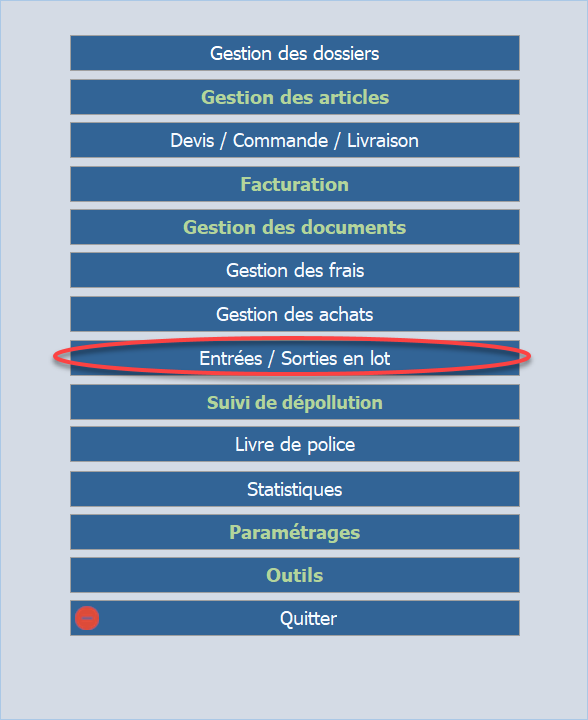 Gestion des dossiers
Gestion des articles
Devis / Commande / Livraison
Facturation
Gestion des documents
Gestion des frais
Gestion des achats
Entrées / Sorties en lot
Suivi de dépollution
Livre de police
Statistiques
Paramétrages
Outils
Quitter